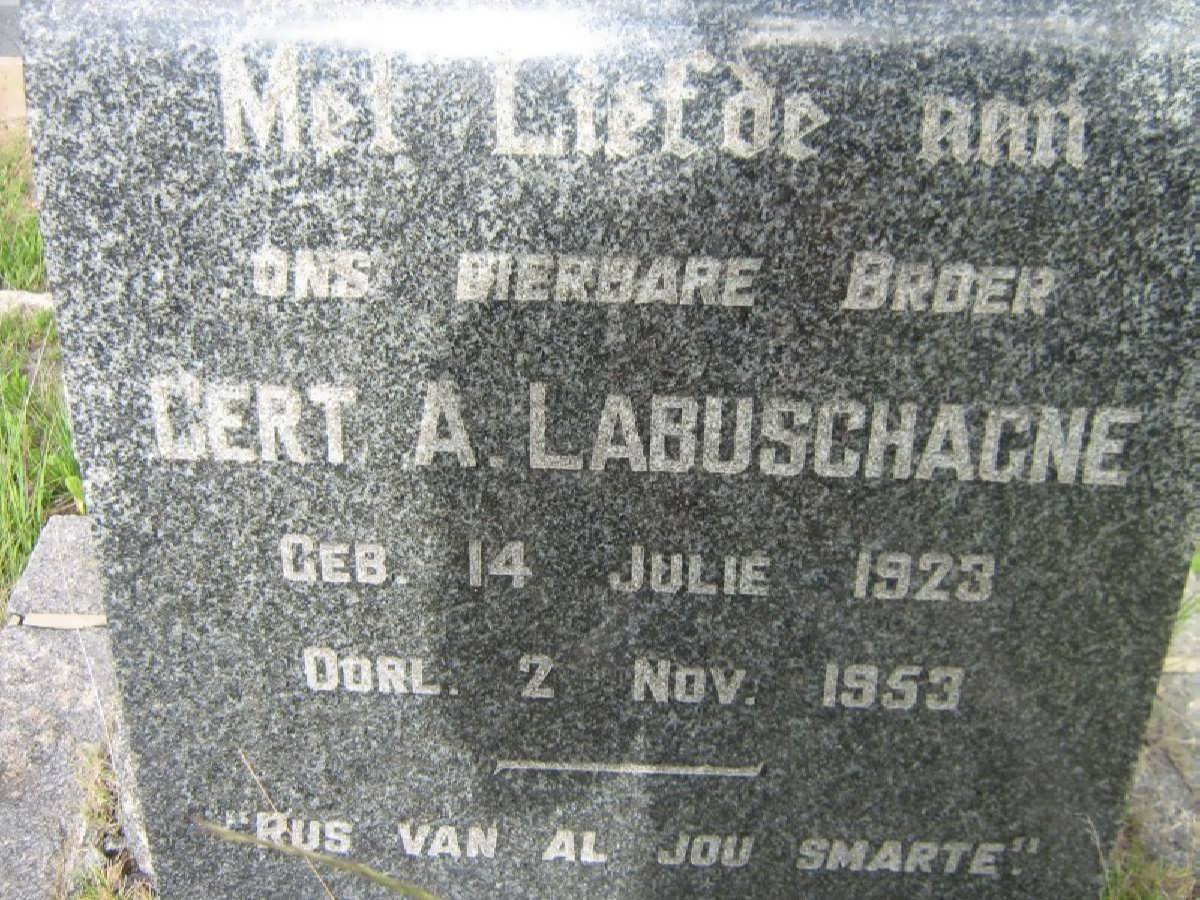 Met Liefde aan
ONS DIERBARE BROER
GERT A. LABUSCHAGNE
GEB. 14 JULIE 1923
OORL. 2 NOV. 1953
"RUS VAN AL JOU SMARTE".